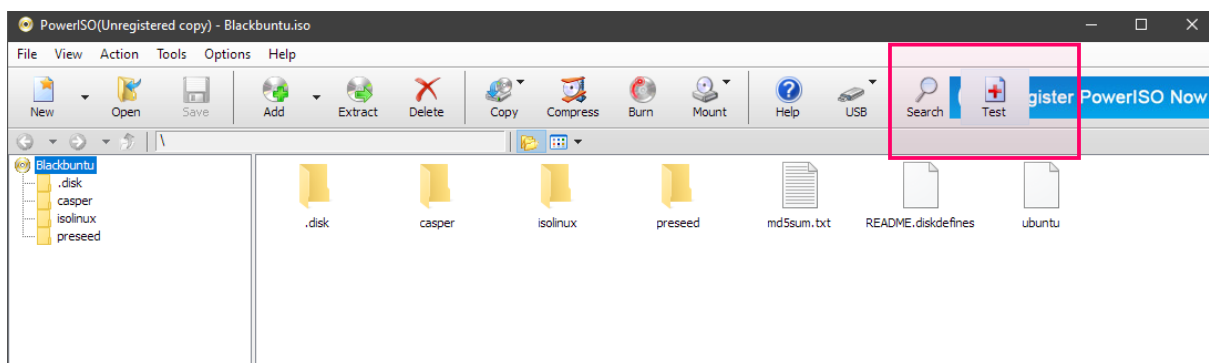 PowerISO(Unregistered copy) - Blackbuntu.iso
File View Action Tools Options Help
New Open Save Add Extract Delete Copy Compress Burn Mount Help USB Search Test gister PowerISO Now
\
Blackbuntu
.disk
casper
isolinux
preseed
.disk casper isolinux preseed md5sum.txt README.diskdefines ubuntu